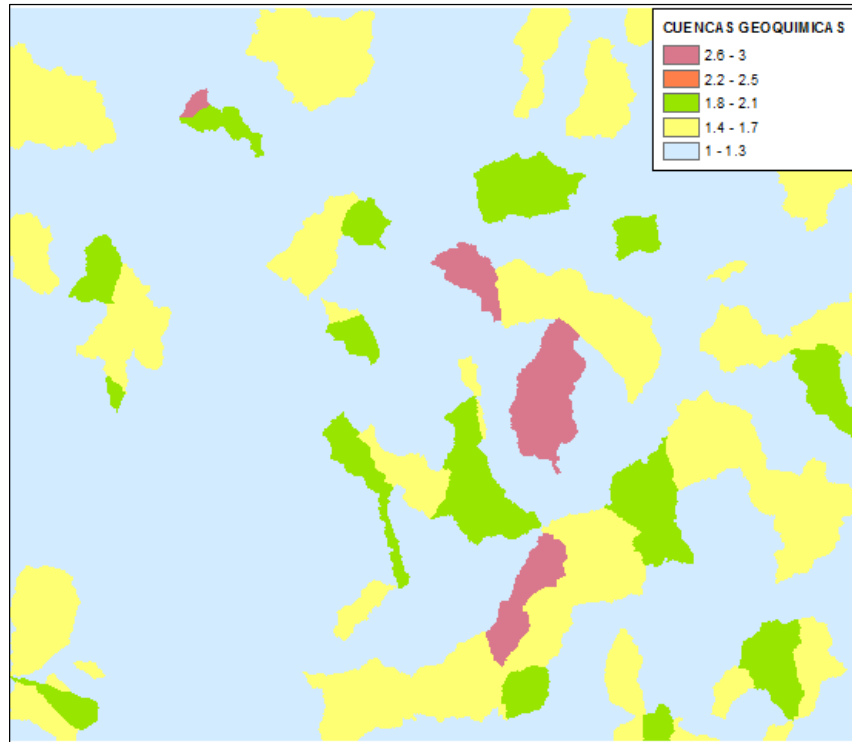 CUENCAS GEOQUIMICAS
2.6 - 3
2.2 - 2.5
1.8 - 2.1
1.4 - 1.7
1 - 1.3